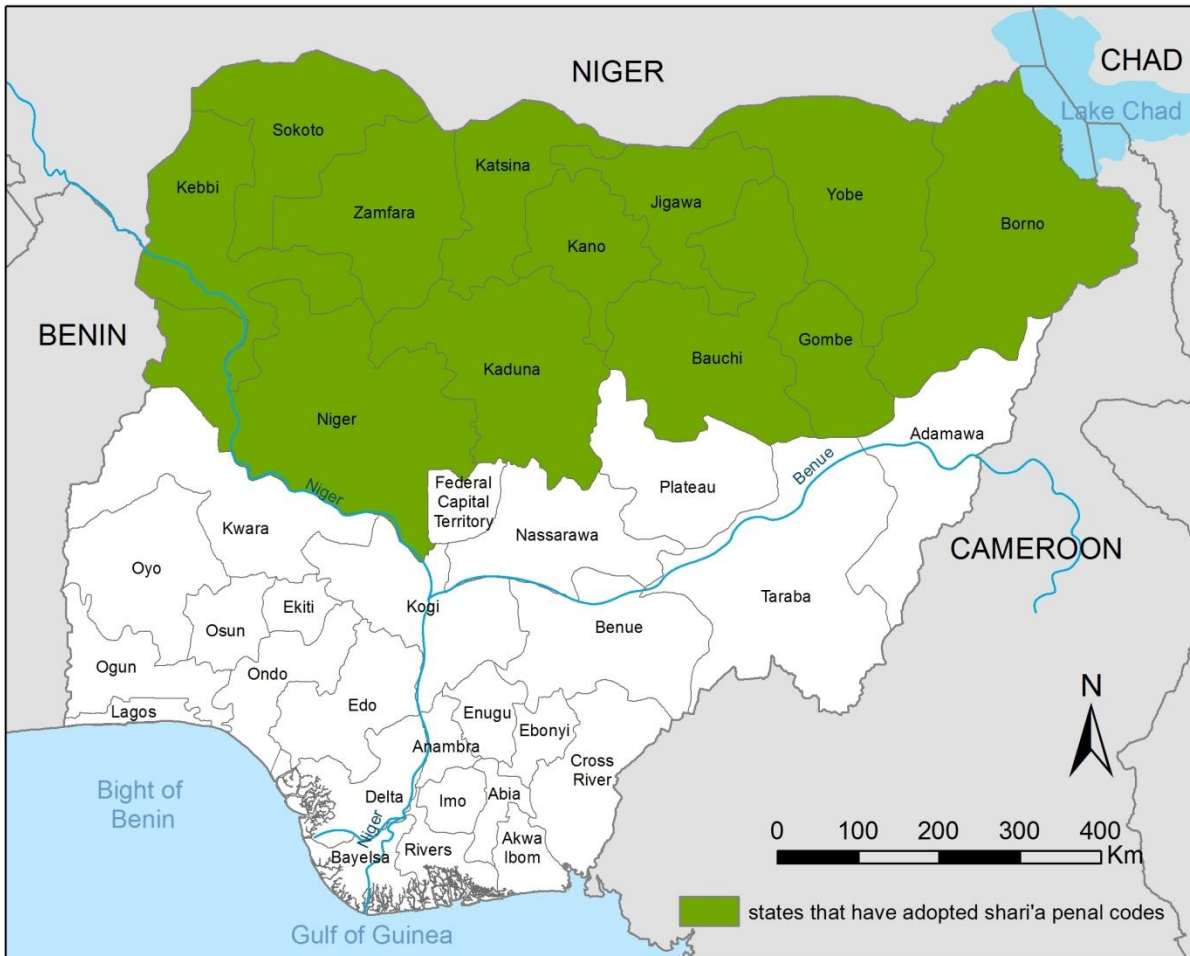 NIGER
CHAD
Lake Chad
Sokoto
Katsina
Kebbi
Zamfara
Jigawa
Yobe
Kano
Borno
BENIN
Gombe
Bauchi
Kaduna
Niger
Adamawa
Benue
Federal
Capital
Territory
Plateau
Niger
Kwara
Nassarawa
CAMEROON
Oyo
Taraba
Ekiti
Kogi
Osun
Benue
Ogun
Ondo
Edo
Lagos
Enugu
Ebonyi
Anambra
Cross
River
Bight of
Benin
Delta
Imo
Abia
Niger
Bayelsa
Rivers
Akwa
Ibom
Gulf of Guinea
N
0 100 200 300 400
Km
states that have adopted shari'a penal codes